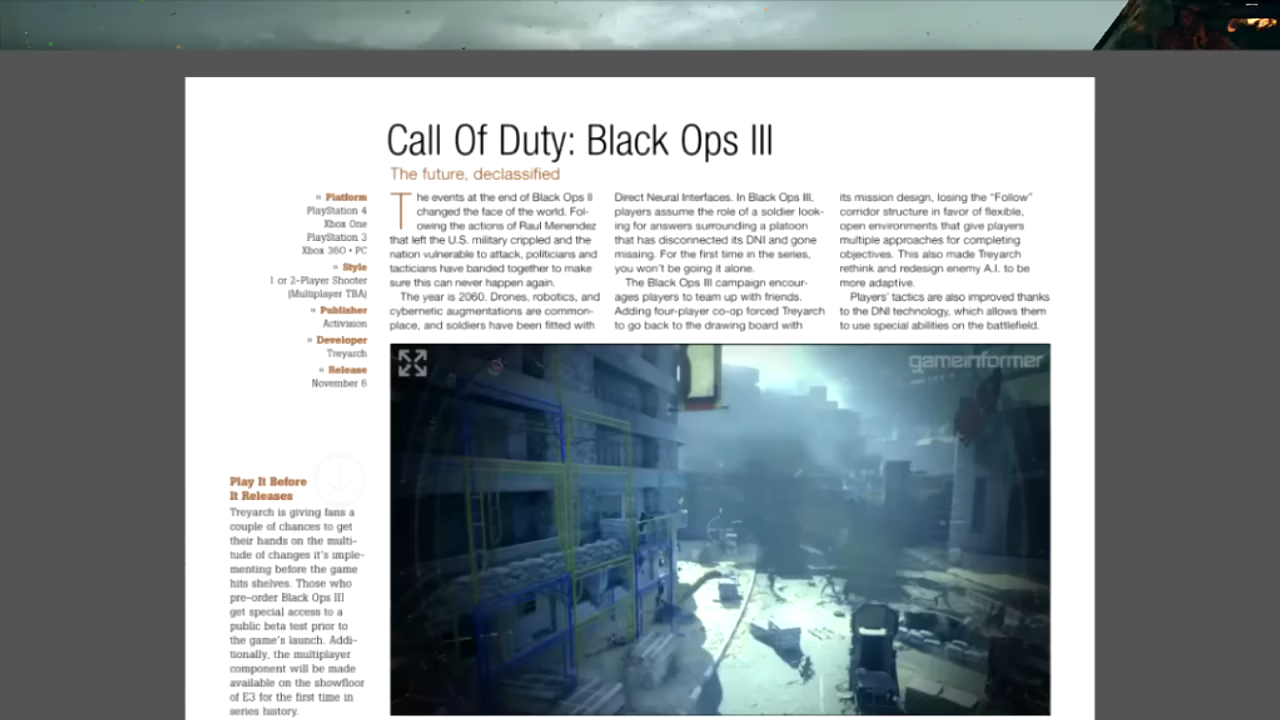 Call Of Duty: Black Ops III
The future, declassified
» Platform
PlayStation 4
Xbox One
PlayStation 3
Xbox 360 • PC
» Style
1 or 2-Player Shooter
(Multiplayer TBA)
» Publisher
Activision
» Developer
Treyarch
» Release
November 6
Play It Before
It Releases
Treyarch is giving fans a
couple of chances to get
their hands on the multi-
tude of changes it's imple-
menting before the game
hits shelves. Those who
pre-order Black Ops III
get special access to a
public beta test prior to
the game's launch. Addi-
tionally, the multiplayer
component will be made
available on the showfloor
of E3 for the first time in
series history.
The events at the end of Black Ops II
changed the face of the world. Fol-
owing the actions of Raul Menendez
that left the U.S. military crippled and the
nation vulnerable to attack, politicians and
tacticians have banded together to make
sure this can never happen again.
The year is 2060. Drones, robotics, and
cybernetic augmentations are common-
place, and soldiers have been fitted with
Direct Neural Interfaces. In Black Ops III,
players assume the role of a soldier look-
ing for answers surrounding a platoon
that has disconnected its DNI and gone
missing. For the first time in the series,
you won't be going it alone.
The Black Ops III campaign encour-
ages players to team up with friends.
Adding four-player co-op forced Treyarch
to go back to the drawing board with
its mission design, losing the "Follow"
corridor structure in favor of flexible,
open environments that give players
multiple approaches for completing
objectives. This also made Treyarch
rethink and redesign enemy A.I. to be
more adaptive.
Players' tactics are also improved thanks
to the DNI technology, which allows them
to use special abilities on the battlefield.
gameinformer